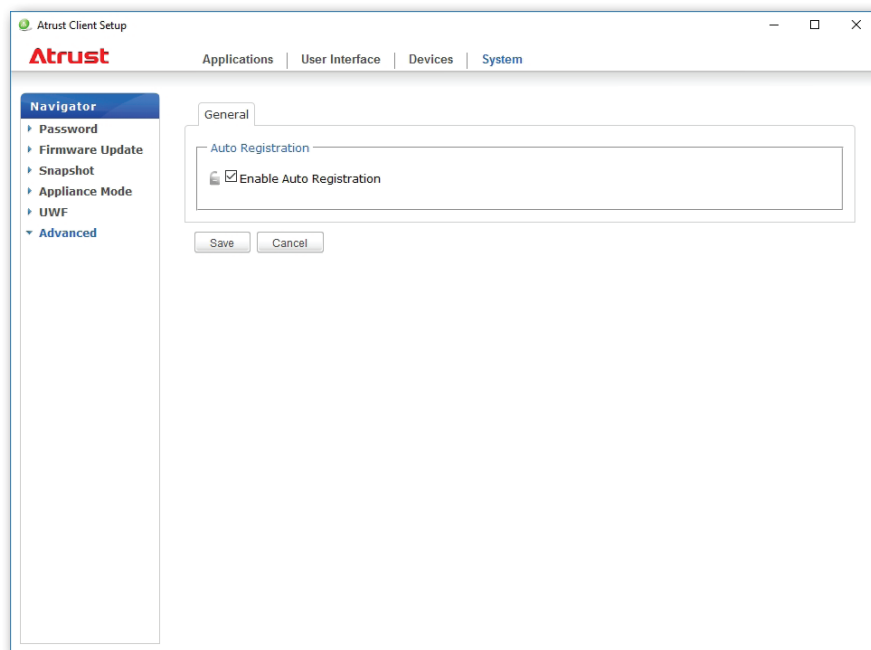 Atrust Client Setup
Atrust
Applications | User Interface | Devices | System
Navigator
Password
Firmware Update
Snapshot
Appliance Mode
UWF
Advanced
General
Auto Registration
Enable Auto Registration
Save Cancel